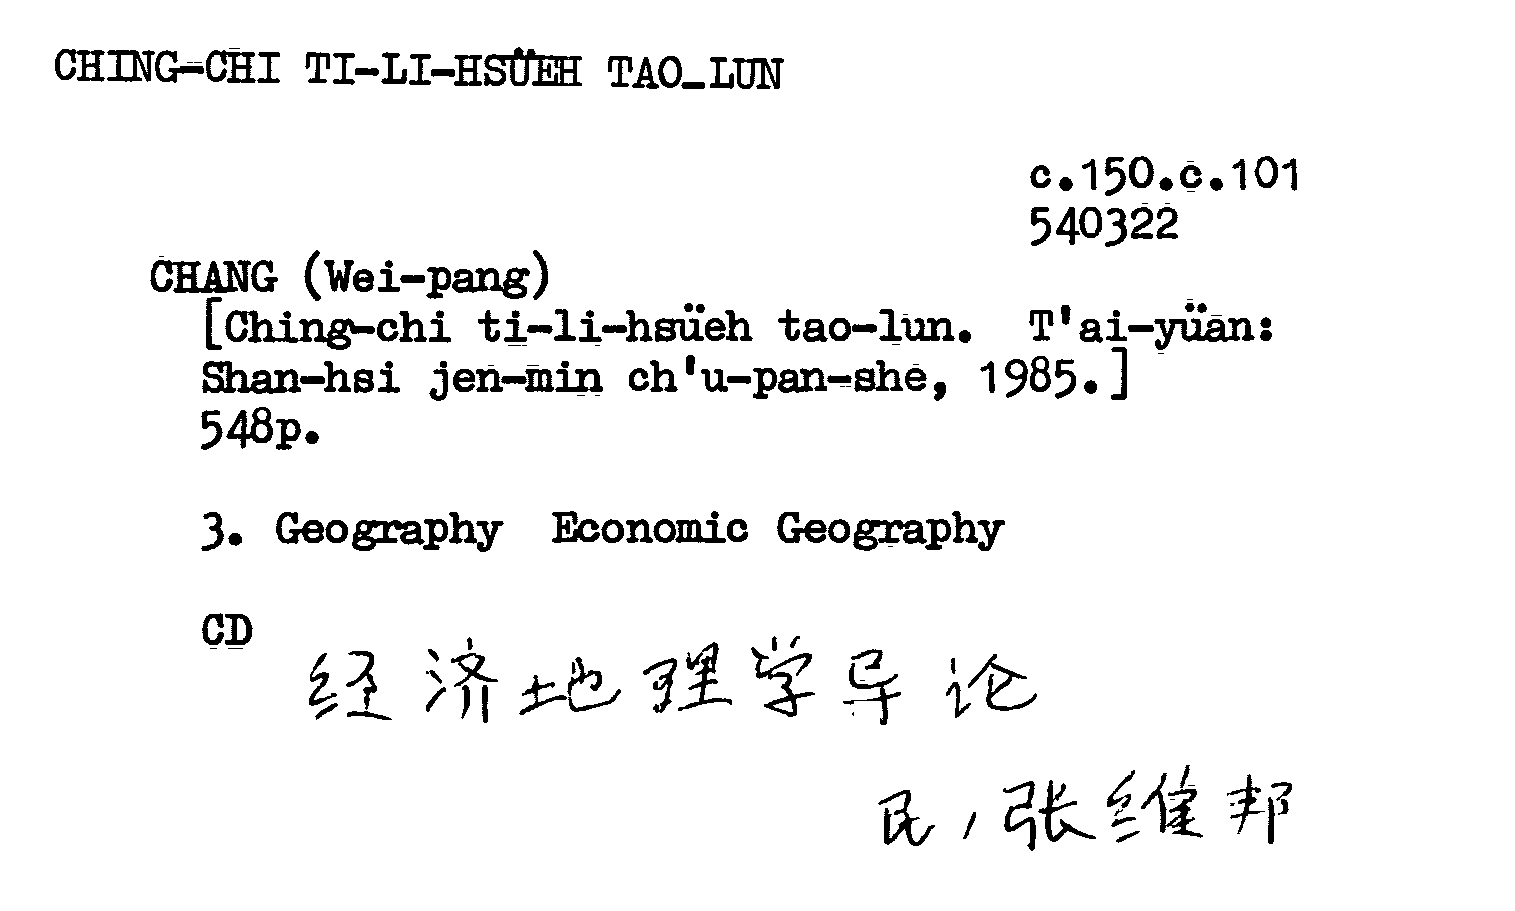 CHING-CHI TI-LI-HSÜEH TAO-LUN
c.150.c.101
540322
CHANG (Wei-pang)
[Ching-chi ti-li-hsüeh tao-lun. T'ai-yüan:
Shan-hsi jen-min ch'u-pan-she, 1985.]
548p.
3. Geography Economic Geography
CD
经济地理学导论
民, 张维邦